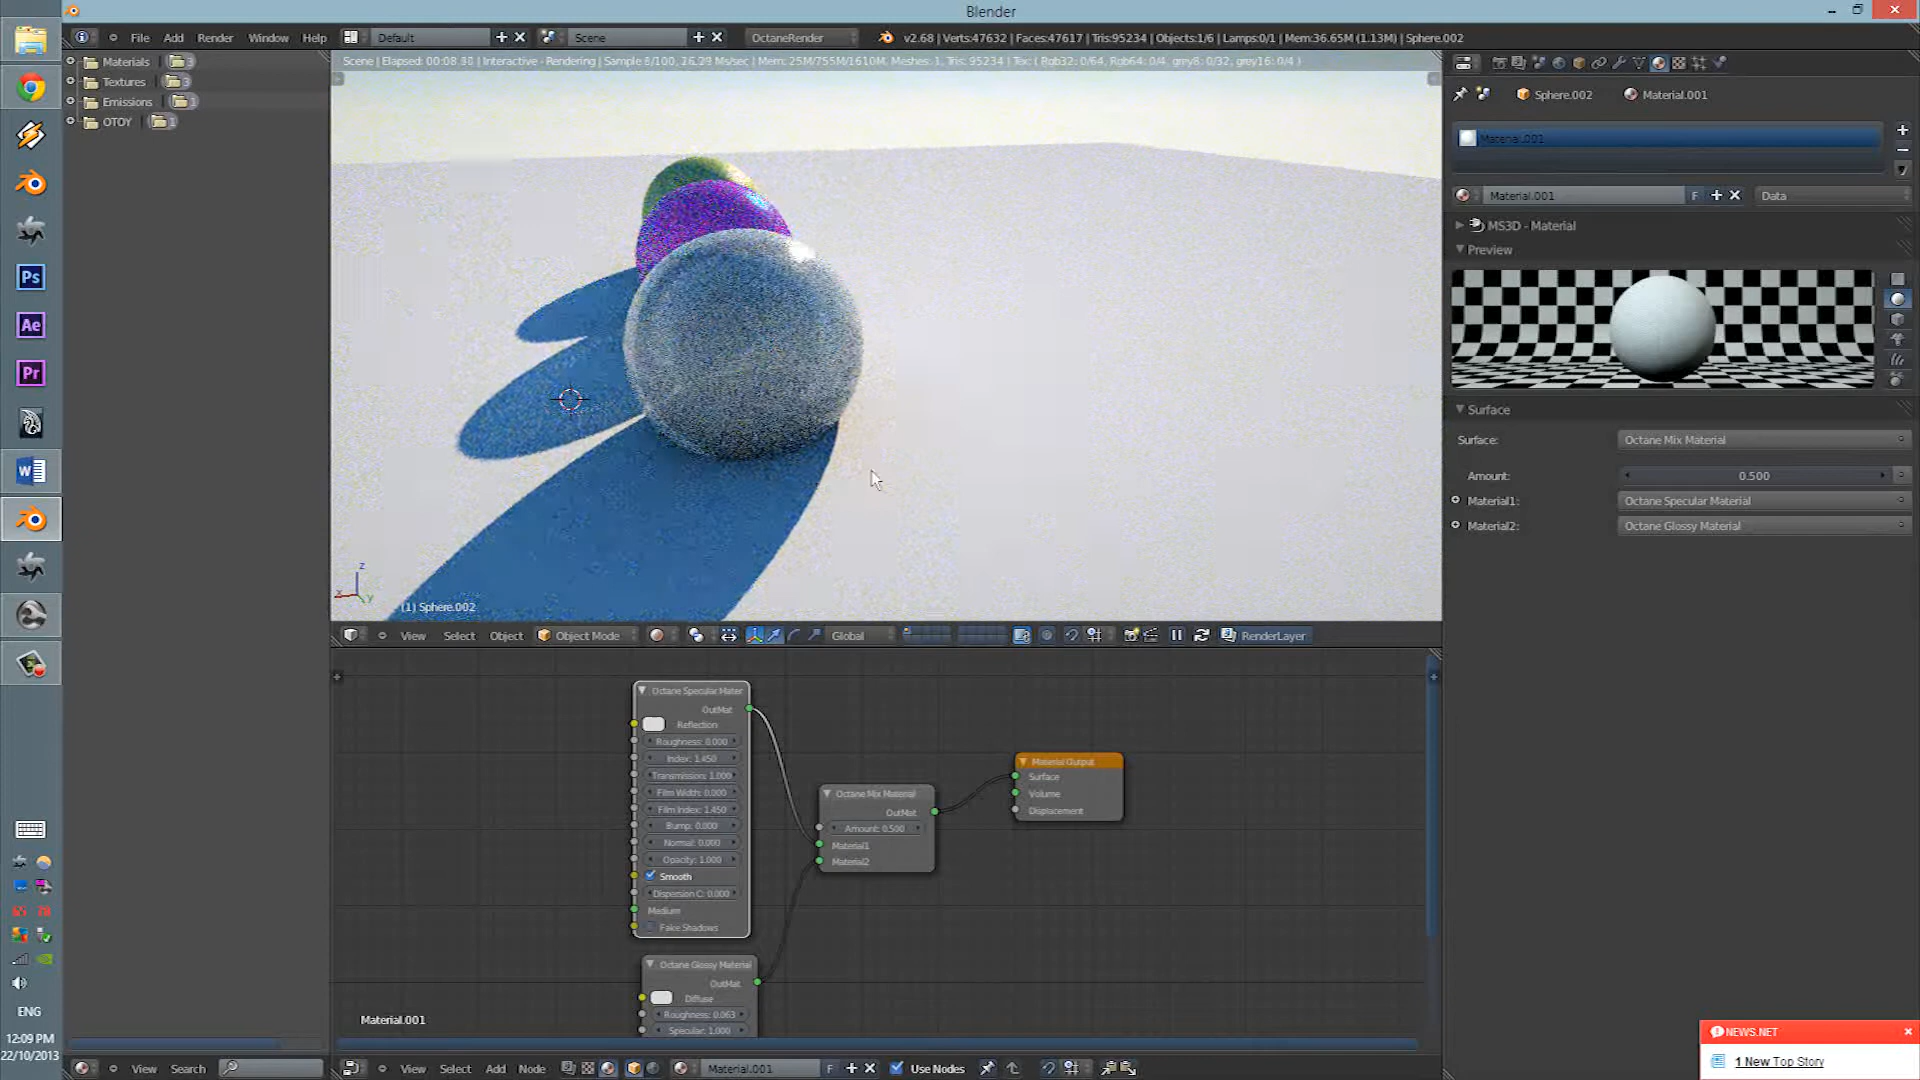 Blender
File Add Render Window Help
Default
Scene
OctaneRender
v2.68 | Verts:47632 | Faces:47617 | Tris:95234 | Objects:1/6 | Lamps:0/1 | Mem:36.65M (1.13M) | Sphere.002
Materials 3
Textures 3
Emissions 1
OTOY 1
Ps
Ae
Pr
W
ENG
12:09 PM
22/10/2013
View Search
Scene | Elapsed: 00:08.80 | Interactive - Rendering | Sample 8/100, 26.29 Ms/sec | Mem: 25M/755M/1610M, Meshes: 1, Tris: 95234 | Tex: ( Rgb32: 0/64, Rgb64: 0/4, grey8: 0/32, grey16: 0/4 )
z
x
y
(1) Sphere.002
View Select Object Object Mode Global RenderLayer
Octane Specular Mater
OutMat
Reflection
Roughness: 0.000
Index: 1.450
Transmission: 1.000
Film Width: 0.000
Film Index: 1.450
Bump: 0.000
Normal: 0.000
Opacity: 1.000
Smooth
Dispersion C: 0.000
Medium
Fake Shadows
Octane Glossy Material
OutMat
Diffuse
Roughness: 0.063
Specular: 1.000
Octane Mix Material
OutMat
Amount: 0.500
Material1
Material2
Material Output
Surface
Volume
Displacement
Material.001
View Select Add Node Material.001 F Use Nodes
Sphere.002 Material.001
Material.001
Material.001 F Data
MS3D - Material
Preview
Surface
Surface: Octane Mix Material
Amount: 0.500
Material1: Octane Specular Material
Material2: Octane Glossy Material
NEWS.NET
1 New Top Story